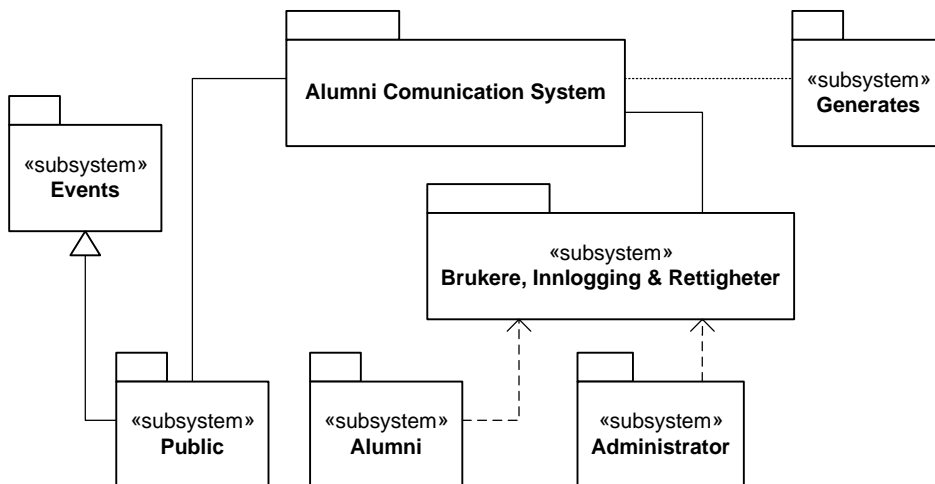 Alumni Comunication System
«subsystem»
Generates
«subsystem»
Events
«subsystem»
Brukere, Innlogging & Rettigheter
«subsystem»
Public
«subsystem»
Alumni
«subsystem»
Administrator